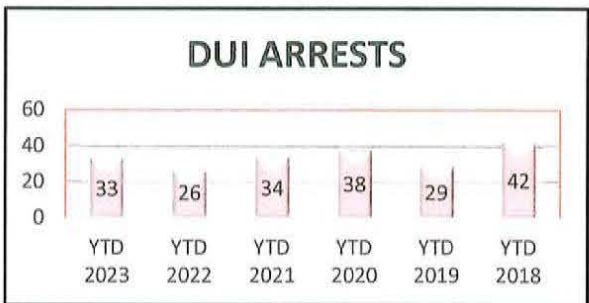 DUI ARRESTS
60
40
20
0
33
26
34
38
29
42
YTD 2023
YTD 2022
YTD 2021
YTD 2020
YTD 2019
YTD 2018